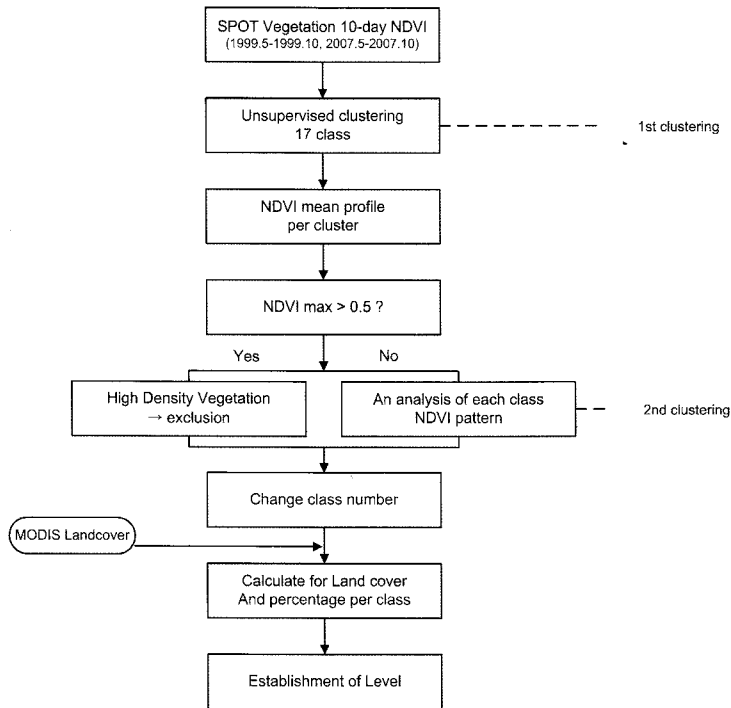 SPOT Vegetation 10-day NDVI
(1999.5-1999.10, 2007.5-2007.10)
Unsupervised clustering
17 class
1st clustering
NDVI mean profile
per cluster
NDVI max > 0.5 ?
Yes
No
High Density Vegetation
→ exclusion
An analysis of each class
NDVI pattern
2nd clustering
Change class number
MODIS Landcover
Calculate for Land cover
And percentage per class
Establishment of Level